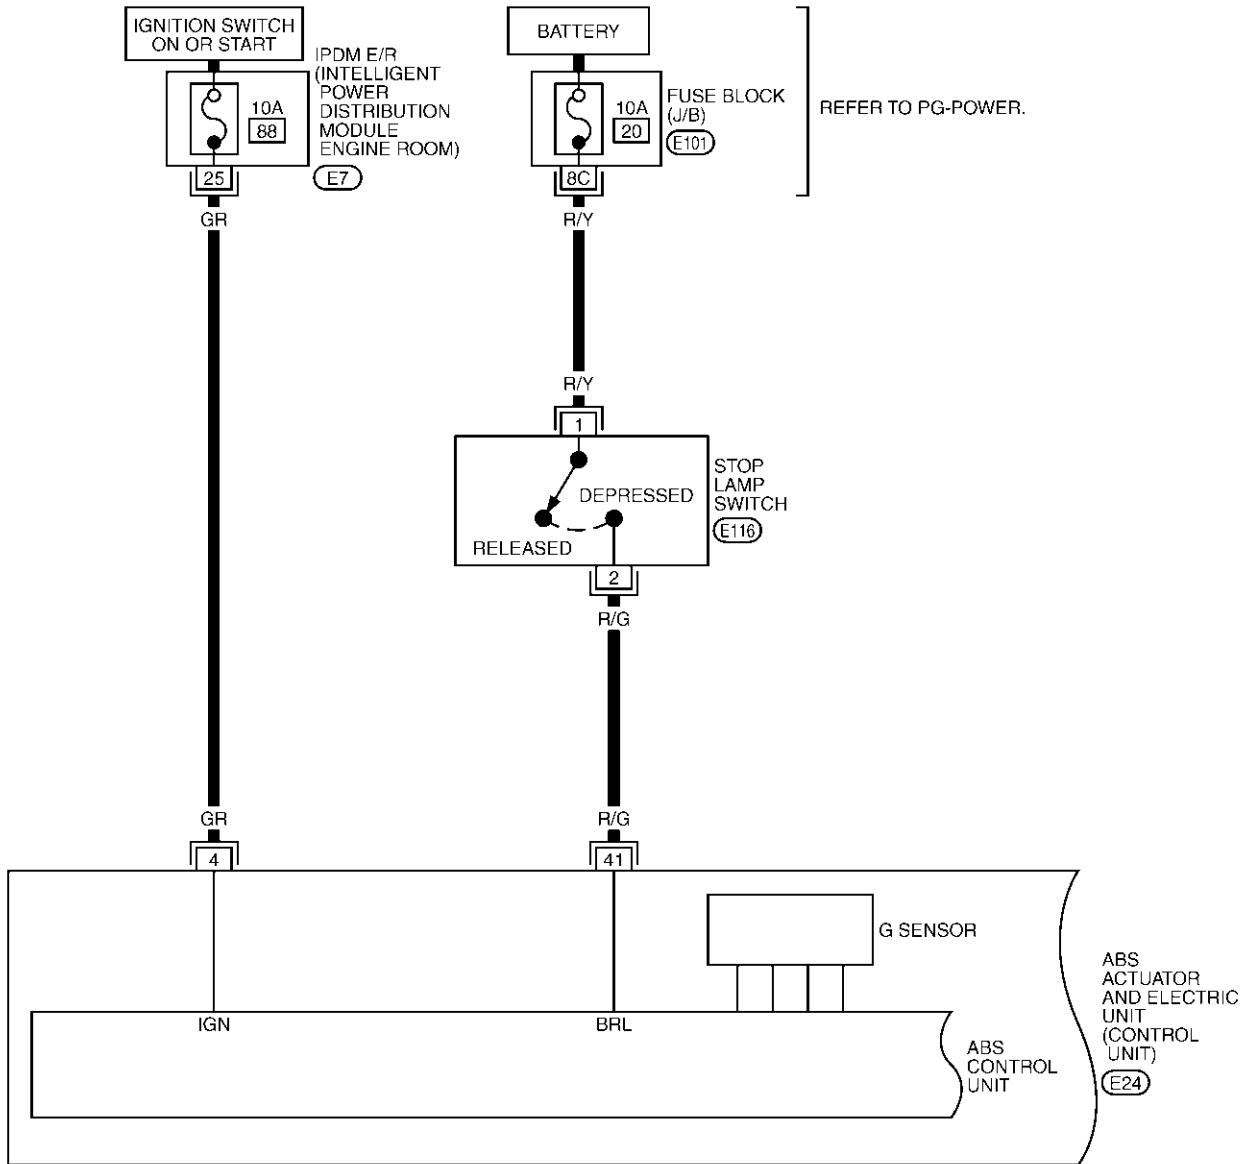 IGNITION SWITCH
ON OR START
IPDM E/R
(INTELLIGENT
POWER
DISTRIBUTION
MODULE
ENGINE ROOM)
10A
88
25
E7
GR
BATTERY
10A
20
FUSE BLOCK
(J/B)
E101
8C
R/Y
REFER TO PG-POWER.
R/Y
1
DEPRESSED
RELEASED
STOP
LAMP
SWITCH
E116
2
R/G
GR
4
R/G
41
G SENSOR
IGN
BRL
ABS
CONTROL
UNIT
ABS
ACTUATOR
AND ELECTRIC
UNIT
(CONTROL
UNIT)
E24